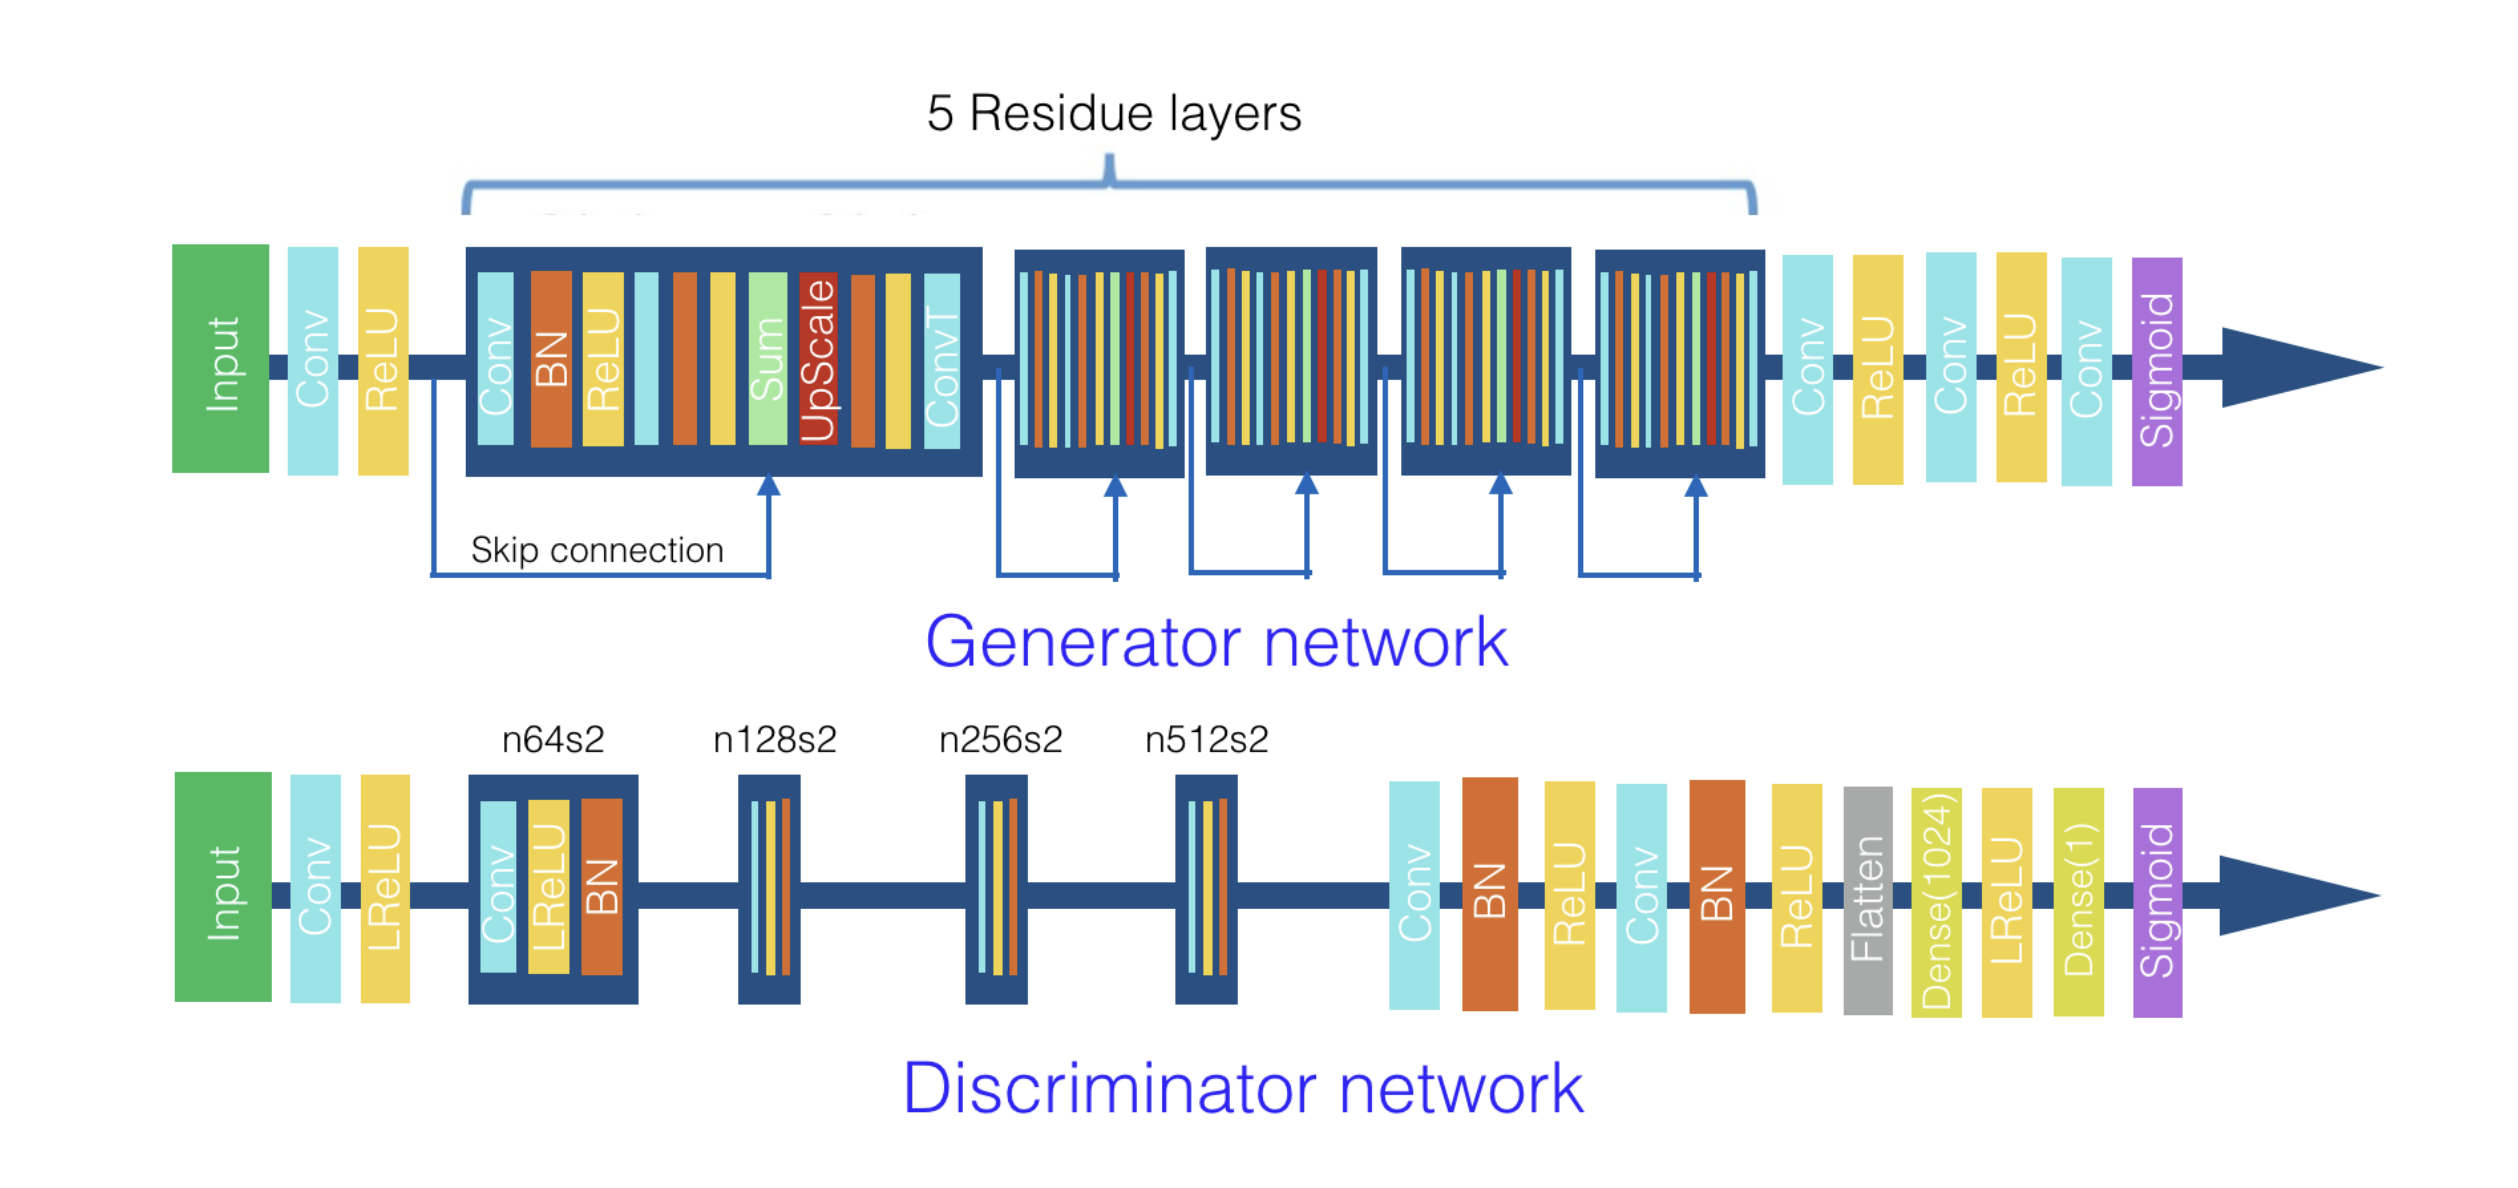 5 Residue layers
Input
Conv
ReLU
Conv
BN
ReLU
Sum
UpScale
ConvT
Conv
ReLU
Conv
ReLU
Conv
Sigmoid
Skip connection
Generator network
n64s2
n128s2
n256s2
n512s2
Input
Conv
LReLU
Conv
LReLU
BN
Conv
BN
ReLU
Conv
BN
ReLU
Flatten
Dense(1024)
LReLU
Dense(1)
Sigmoid
Discriminator network